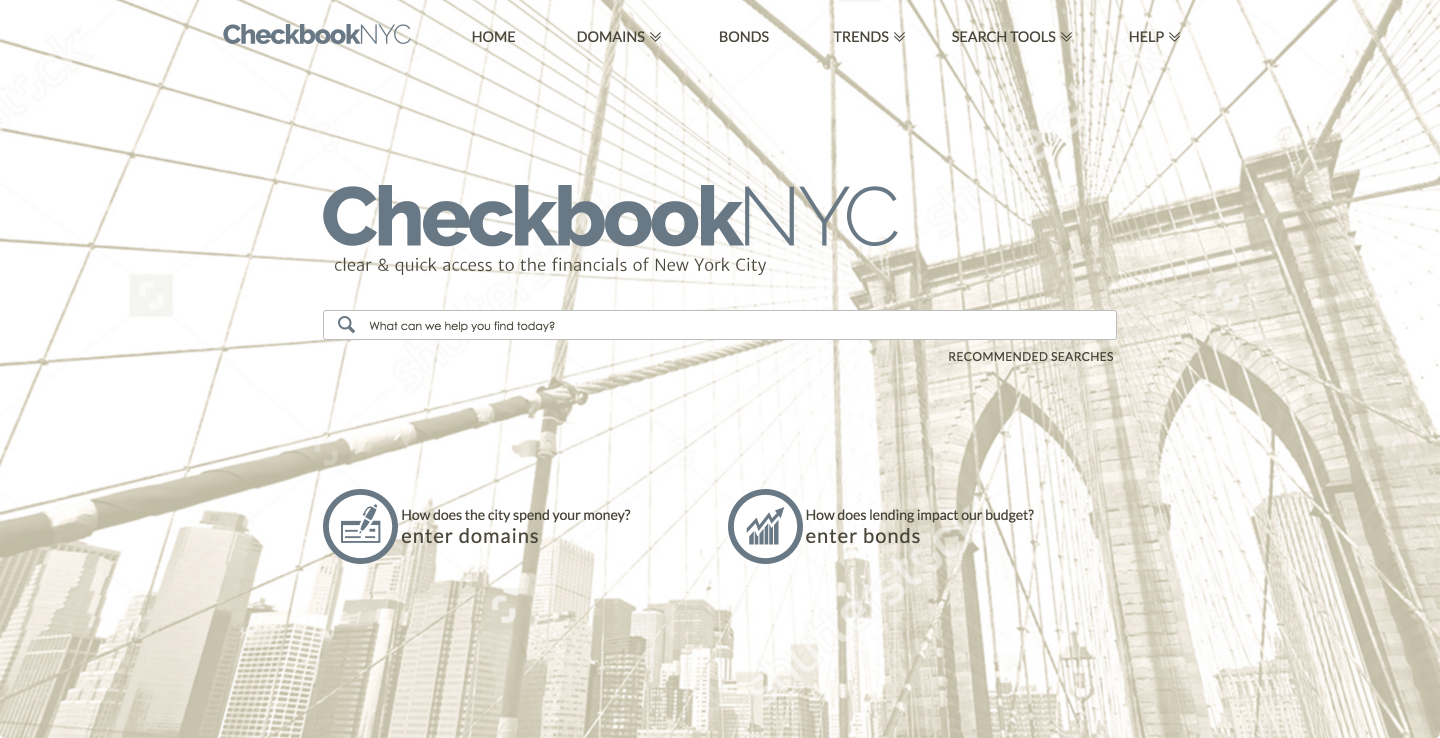 CheckbookNYC HOME DOMAINS BONDS TRENDS SEARCH TOOLS HELP
CheckbookNYC
clear & quick access to the financials of New York City
What can we help you find today?
RECOMMENDED SEARCHES
How does the city spend your money?
enter domains
How does lending impact our budget?
enter bonds